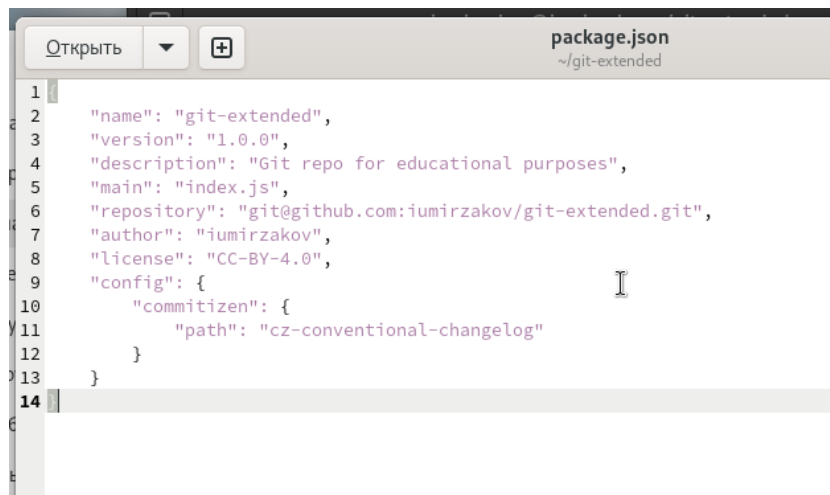 Открыть
package.json
~/git-extended
1 {
2     "name": "git-extended",
3     "version": "1.0.0",
4     "description": "Git repo for educational purposes",
5     "main": "index.js",
6     "repository": "git@github.com:iumirzakov/git-extended.git",
7     "author": "iumirzakov",
8     "license": "CC-BY-4.0",
9     "config": {
10         "commitizen": {
11             "path": "cz-conventional-changelog"
12         }
13     }
14 }